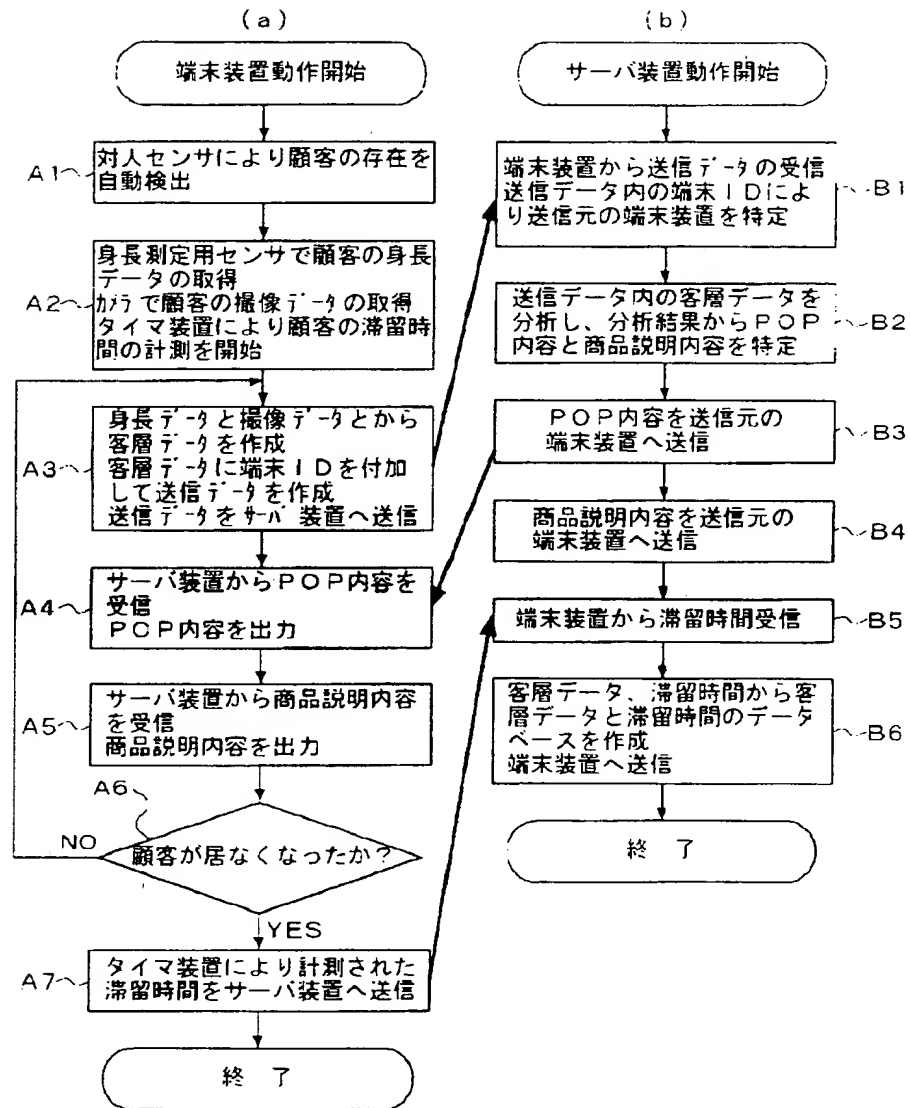 (a)
端末装置動作開始
A1
対人センサにより顧客の存在を
自動検出
A2
身長測定用センサで顧客の身長
データの取得
カメラで顧客の撮像データの取得
タイマ装置により顧客の滞留時
間の計測を開始
A3
身長データと撮像データとから
客層データを作成
客層データに端末IDを付加
して送信データを作成
送信データをサーバ装置へ送信
A4
サーバ装置からPOP内容を
受信
POP内容を出力
A5
サーバ装置から商品説明内容
を受信
商品説明内容を出力
A6
顧客が居なくなったか?
NO
YES
A7
タイマ装置により計測された
滞留時間をサーバ装置へ送信
終 了
(b)
サーバ装置動作開始
端末装置から送信データの受信
送信データ内の端末IDによ
り送信元の端末装置を特定
B1
送信データ内の客層データを
分析し、分析結果からPOP
内容と商品説明内容を特定
B2
POP内容を送信元の
端末装置へ送信
B3
商品説明内容を送信元の
端末装置へ送信
B4
端末装置から滞留時間受信
B5
客層データ、滞留時間から客
層データと滞留時間のデータ
ベースを作成
端末装置へ送信
B6
終 了